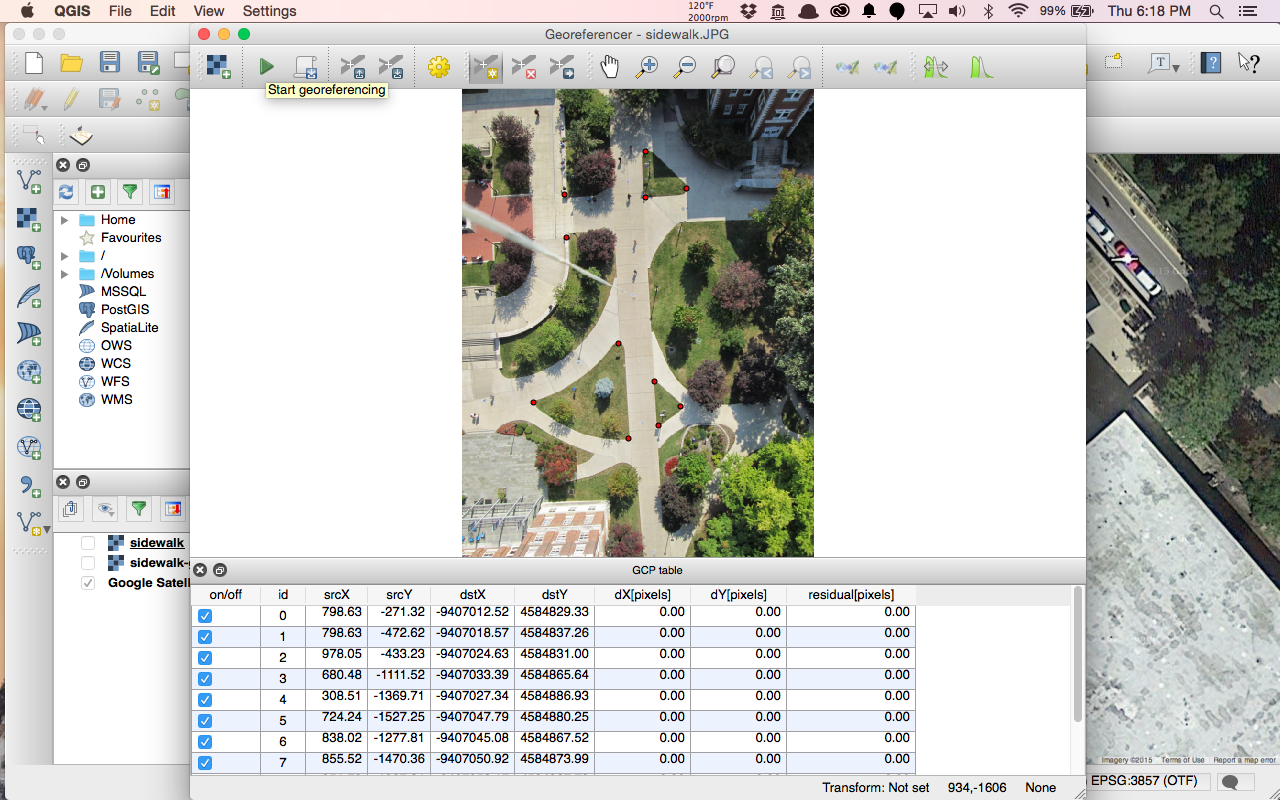 QGIS File Edit View Settings 120°F 2000rpm 99% Thu 6:18 PM
Georeferencer - sidewalk.JPG
Start georeferencing
T
Home
Favourites
/
/Volumes
MSSQL
PostGIS
SpatiaLite
OWS
WCS
WFS
WMS
sidewalk
sidewalk-
Google Satell
GCP table
on/off id srcX srcY dstX dstY dX[pixels] dY[pixels] residual[pixels]
0 798.63 -271.32 -9407012.52 4584829.33 0.00 0.00 0.00
1 798.63 -472.62 -9407018.57 4584837.26 0.00 0.00 0.00
2 978.05 -433.23 -9407024.63 4584831.00 0.00 0.00 0.00
3 680.48 -1111.52 -9407033.39 4584865.64 0.00 0.00 0.00
4 308.51 -1369.71 -9407027.34 4584886.93 0.00 0.00 0.00
5 724.24 -1527.25 -9407047.79 4584880.25 0.00 0.00 0.00
6 838.02 -1277.81 -9407045.08 4584867.52 0.00 0.00 0.00
7 855.52 -1470.36 -9407050.92 4584873.99 0.00 0.00 0.00
Transform: Not set 934,-1606 None
Imagery ©2015 Terms of Use Report a map error
EPSG:3857 (OTF)